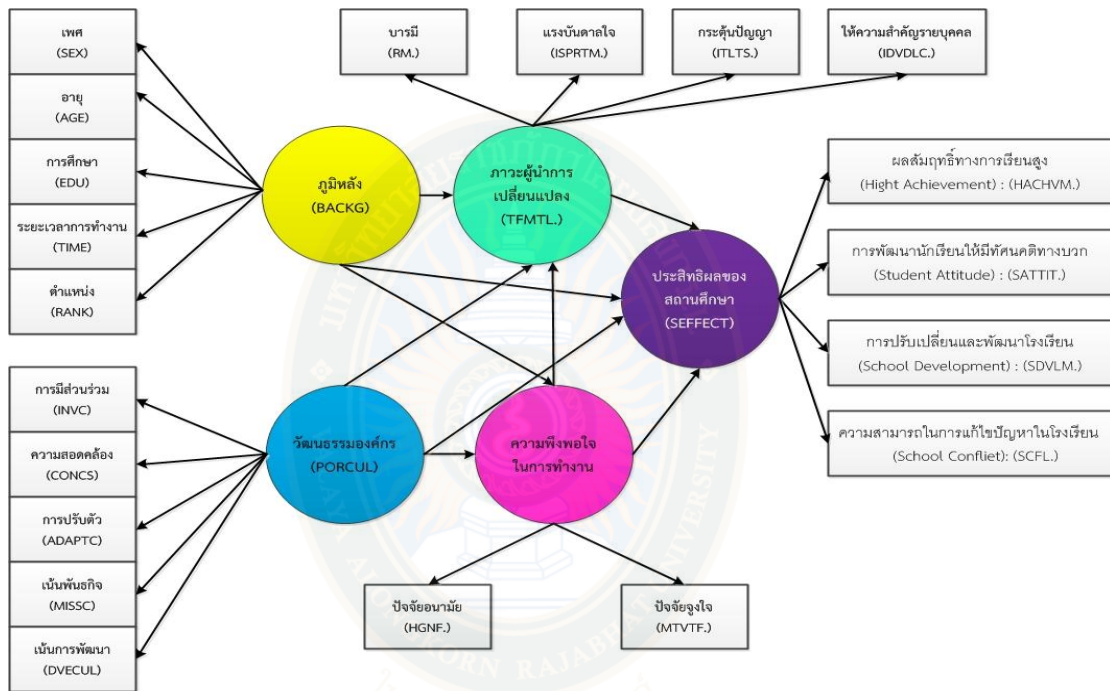 เพศ
(SEX)
อายุ
(AGE)
การศึกษา
(EDU)
ระยะเวลาการทำงาน
(TIME)
ตำแหน่ง
(RANK)
การมีส่วนร่วม
(INVC)
ความสอดคล้อง
(CONCS)
การปรับตัว
(ADAPTC)
เน้นพันธกิจ
(MISSC)
เน้นการพัฒนา
(DVECUL)
บารมี
(RM.)
แรงบันดาลใจ
(ISPRTM.)
กระตุ้นปัญญา
(ITLTS.)
ให้ความสำคัญรายบุคคล
(IDVDLC.)
ภูมิหลัง
(BACKG)
ภาวะผู้นำการ
เปลี่ยนแปลง
(TFMTL.)
ประสิทธิผลของ
สถานศึกษา
(SEFFECT)
วัฒนธรรมองค์กร
(PORCUL)
ความพึงพอใจ
ในการทำงาน
ปัจจัยอนามัย
(HGNF.)
ปัจจัยจูงใจ
(MTVTF.)
ผลสัมฤทธิ์ทางการเรียนสูง
(Hight Achievement) : (HACHVM.)
การพัฒนานักเรียนให้มีทัศนคติทางบวก
(Student Attitude) : (SATTIT.)
การปรับเปลี่ยนและพัฒนาโรงเรียน
(School Development) : (SDVLM.)
ความสามารถในการแก้ไขปัญหาในโรงเรียน
(School Confliet): (SCFL.)